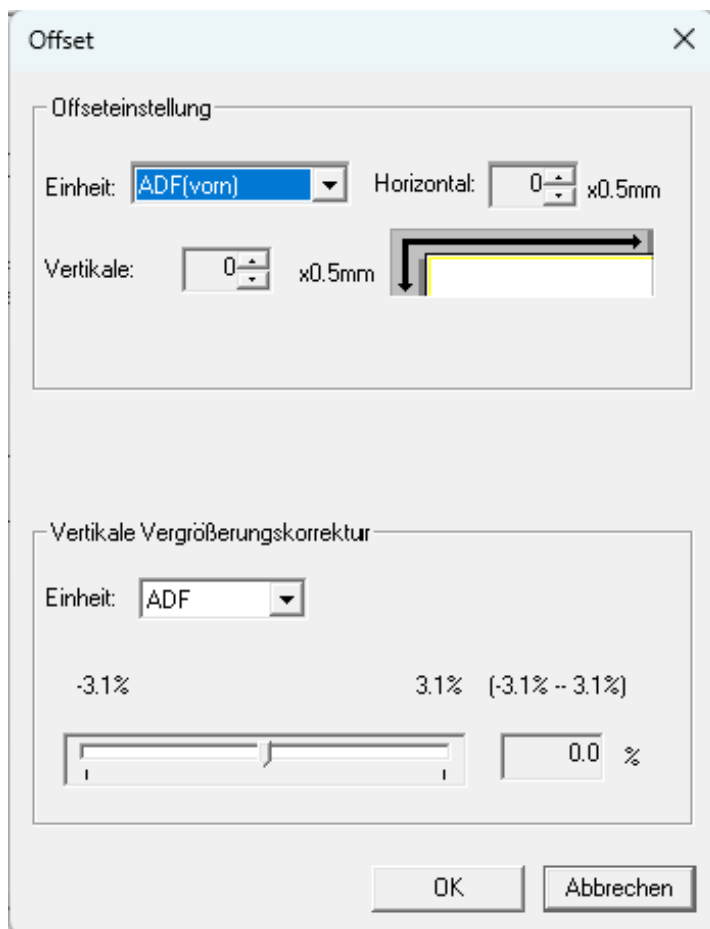 Offset
Offseteinstellung
Einheit: ADF(vorn) Horizontal: 0 x0.5mm
Vertikale: 0 x0.5mm
Vertikale Vergrößerungskorrektur
Einheit: ADF
-3.1% 3.1% (-3.1% -- 3.1%)
0.0 %
OK Abbrechen